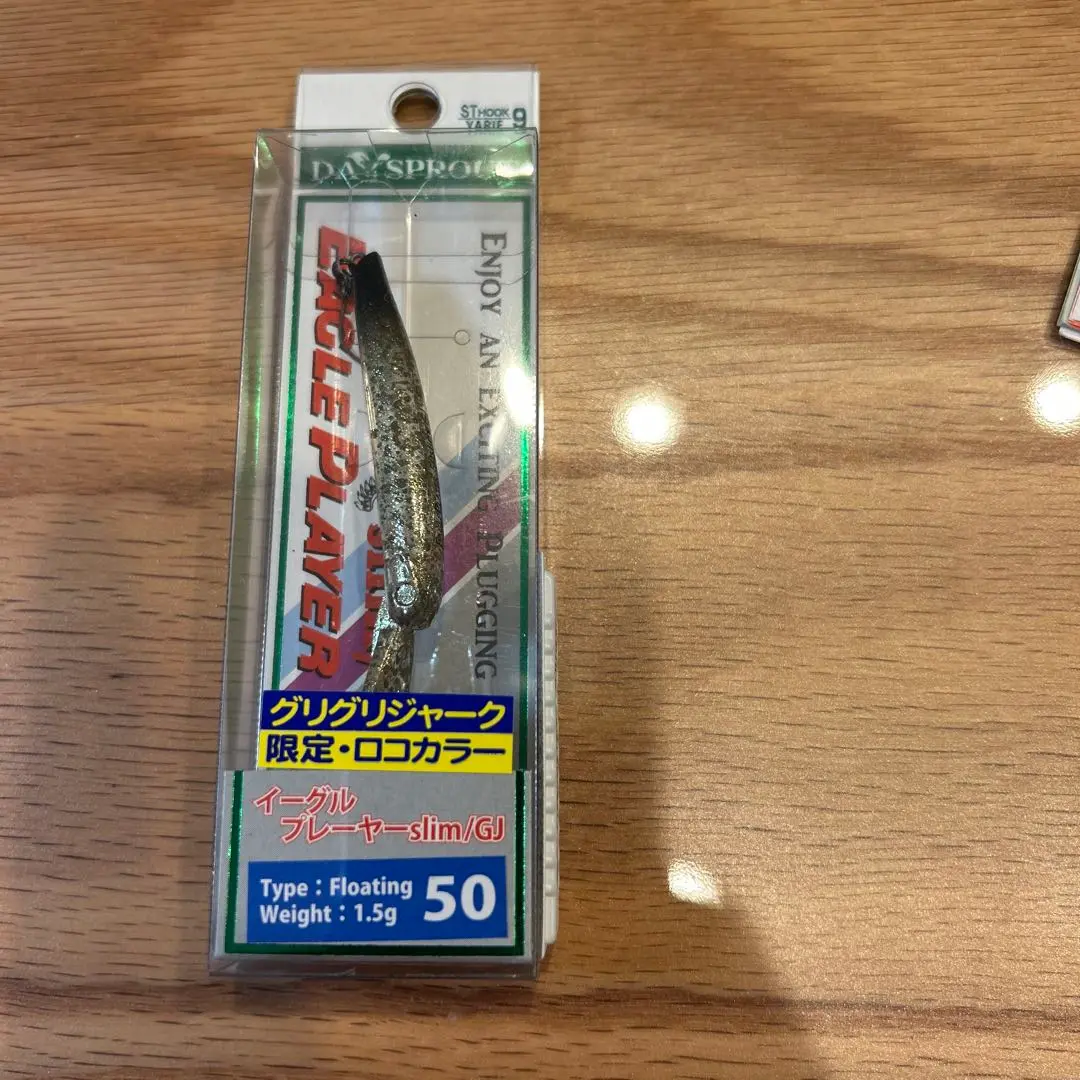 ST HOOK
YARIE
DAYSPROU
EAGLE PLAYER
SLIM
ENJOY AN EXCITING PLUGGING
グリグリジャーク
限定・ロコカラー
イーグル
プレーヤーslim/GJ
Type：Floating
Weight：1.5g
50